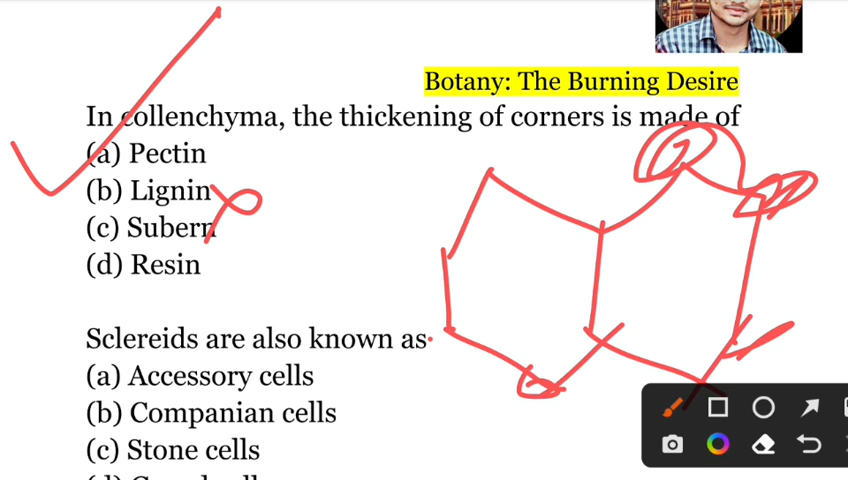 Botany: The Burning Desire
In collenchyma, the thickening of corners is made of
(a) Pectin
(b) Lignin
(c) Subern
(d) Resin
Sclereids are also known as
(a) Accessory cells
(b) Companian cells
(c) Stone cells